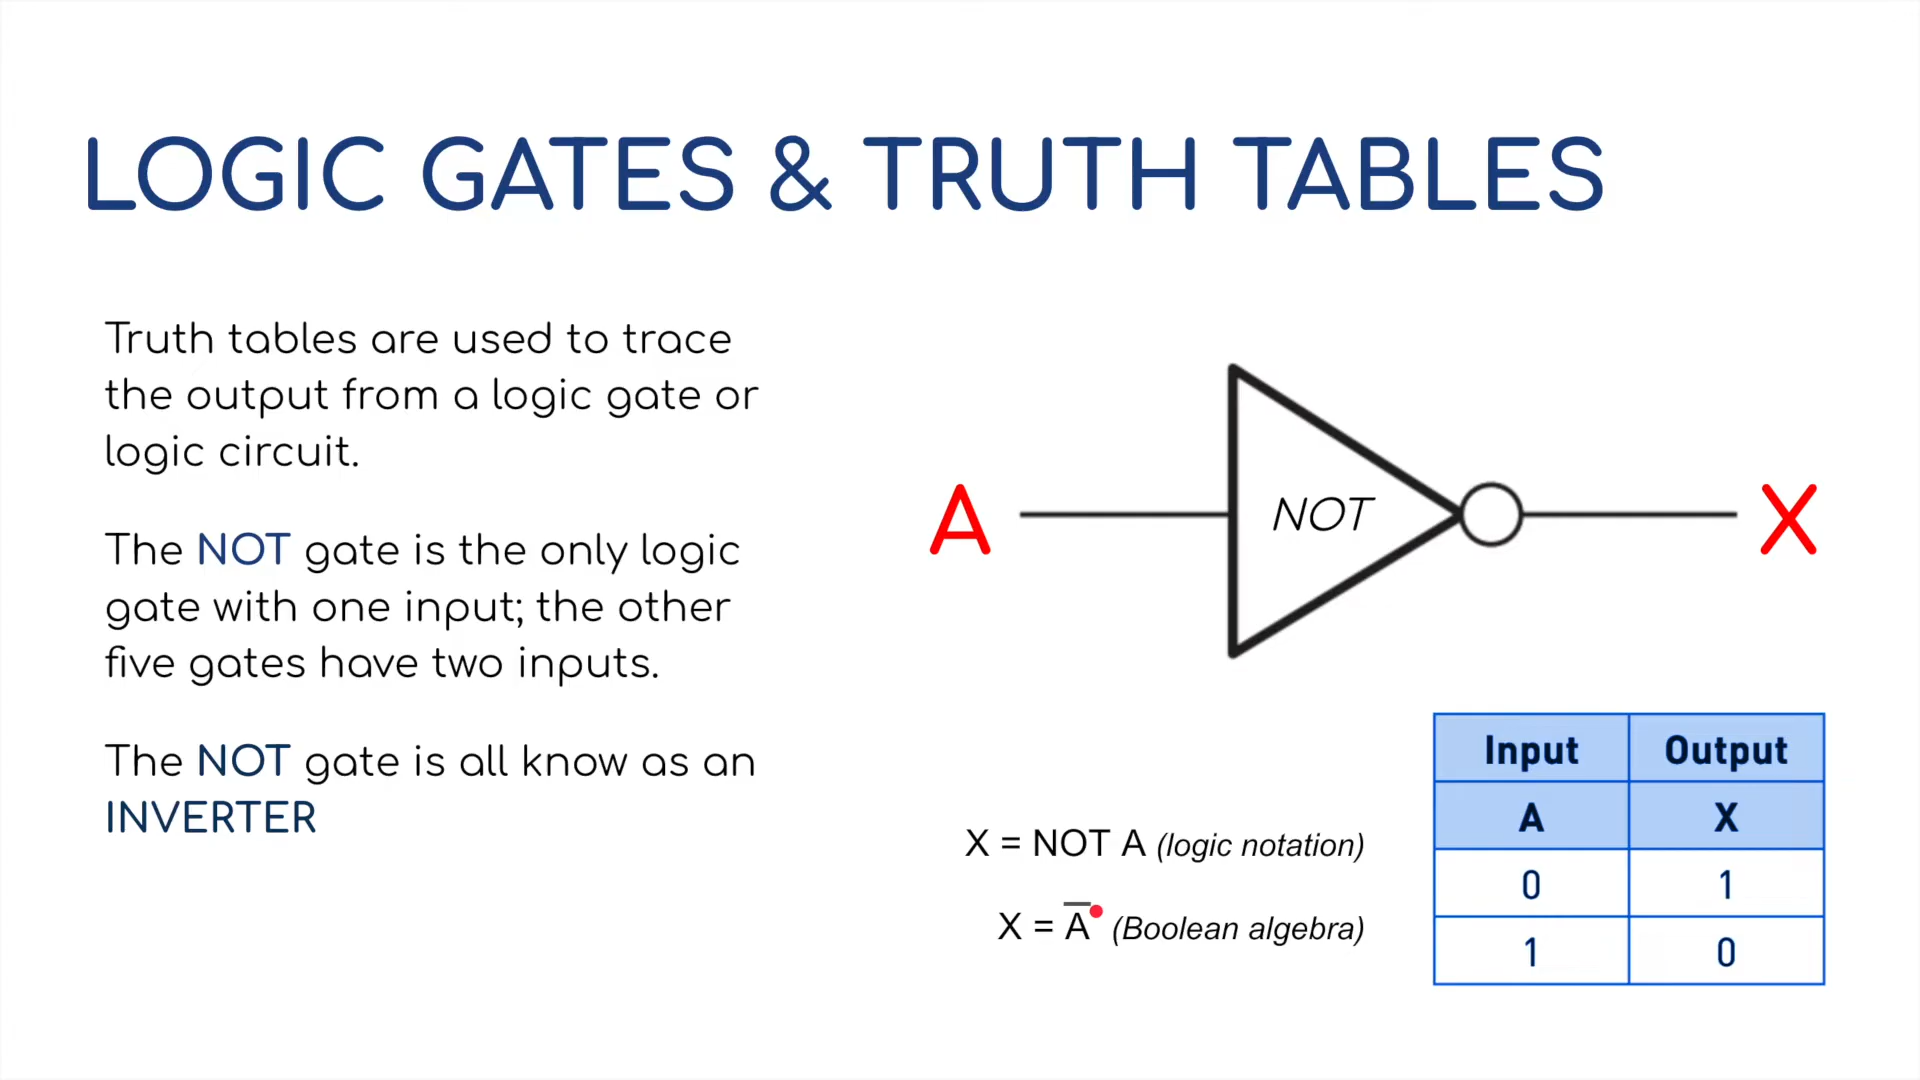 LOGIC GATES & TRUTH TABLES
Truth tables are used to trace
the output from a logic gate or
logic circuit.
The NOT gate is the only logic
gate with one input; the other
five gates have two inputs.
The NOT gate is all know as an
INVERTER
A
NOT
X
X = NOT A (logic notation)
X = A̅ (Boolean algebra)
Input Output
A X
0 1
1 0